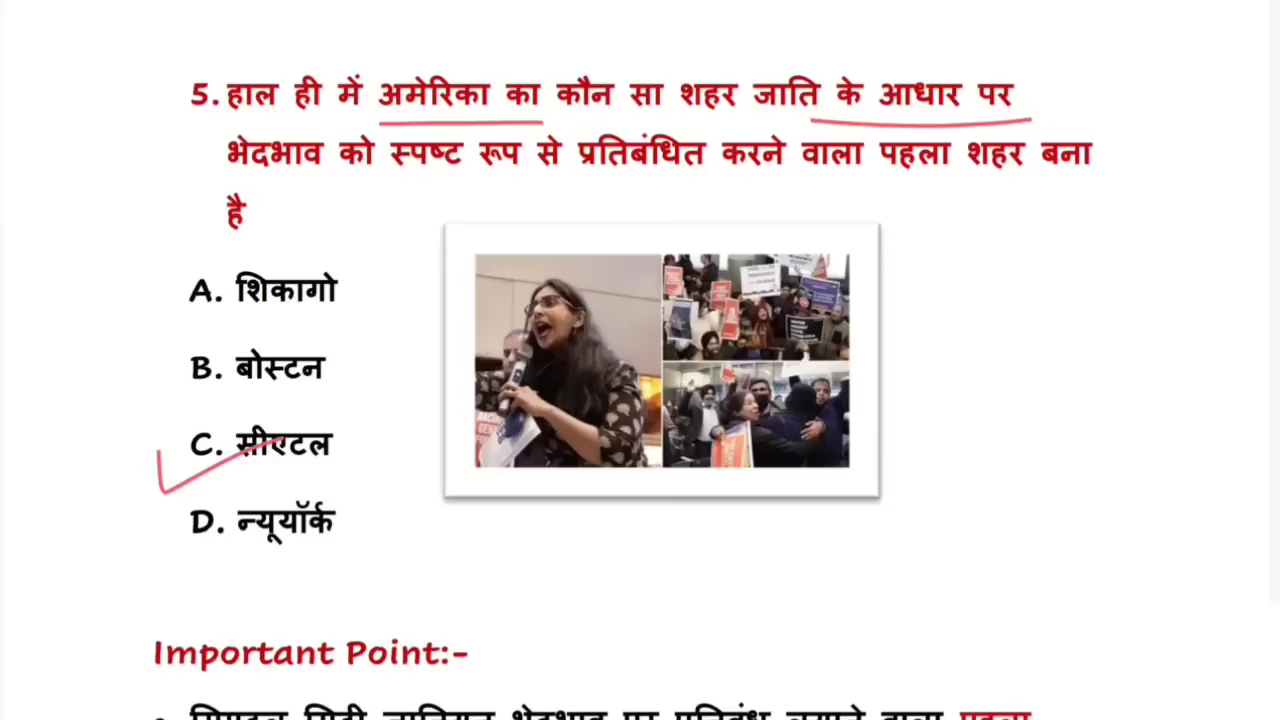 5. हाल ही में अमेरिका का कौन सा शहर जाति के आधार पर
भेदभाव को स्पष्ट रूप से प्रतिबंधित करने वाला पहला शहर बना
है
A. शिकागो
B. बोस्टन
C. सीएटल
D. न्यूयॉर्क
Important Point:-